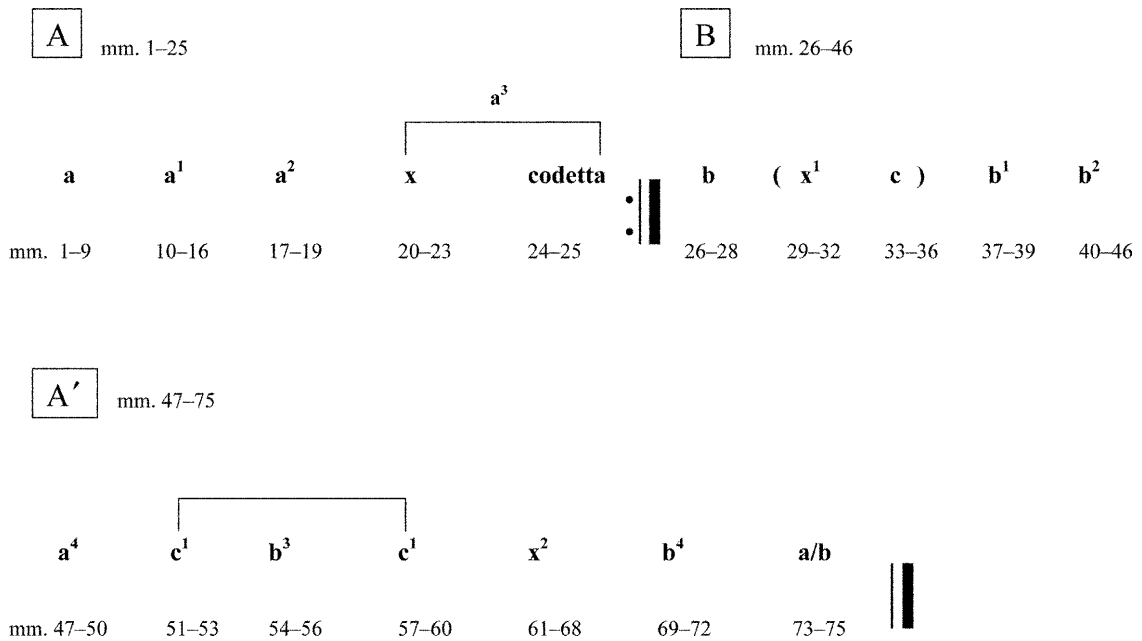 A mm. 1–25 B mm. 26–46
a³
a a¹ a² x codetta b ( x¹ c ) b¹ b²
mm. 1–9 10–16 17–19 20–23 24–25 26–28 29–32 33–36 37–39 40–46
A′ mm. 47–75
a⁴ c¹ b³ c¹ x² b⁴ a/b
mm. 47–50 51–53 54–56 57–60 61–68 69–72 73–75